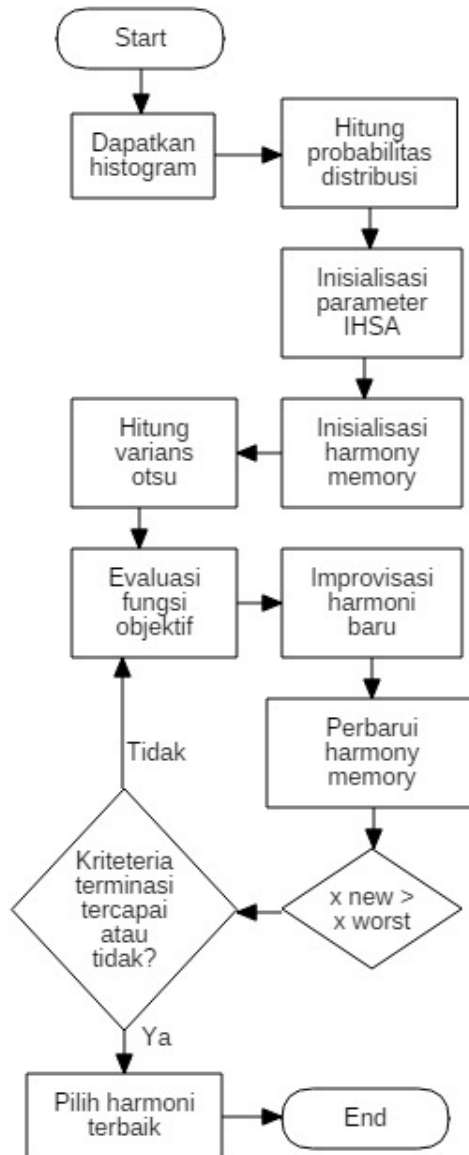 Start
Dapatkan
histogram
Hitung
probabilitas
distribusi
Inisialisasi
parameter
IHSA
Inisialisasi
harmony
memory
Hitung
varians
otsu
Evaluasi
fungsi
objektif
Improvisasi
harmoni
baru
Perbarui
harmony
memory
x new >
x worst
Kriteteria
terminasi
tercapai
atau
tidak?
Tidak
Ya
Pilih harmoni
terbaik
End